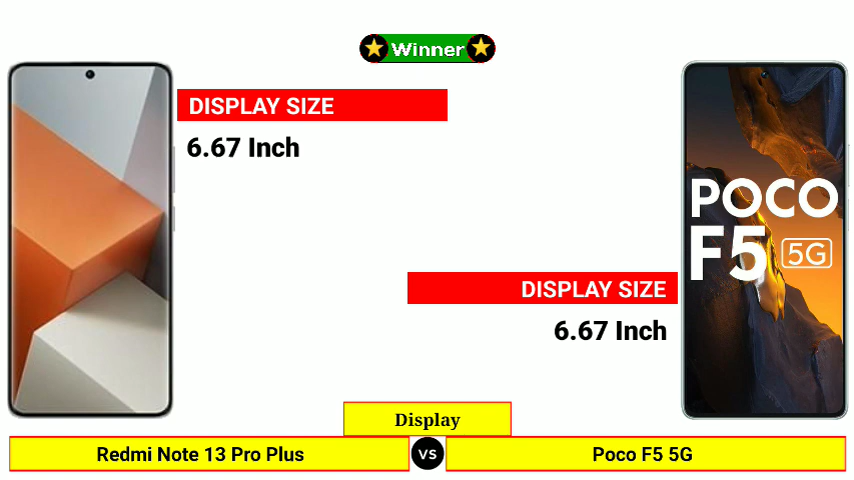 Winner
DISPLAY SIZE
6.67 Inch
POCO
F5 5G
DISPLAY SIZE
6.67 Inch
Display
Redmi Note 13 Pro Plus
VS
Poco F5 5G